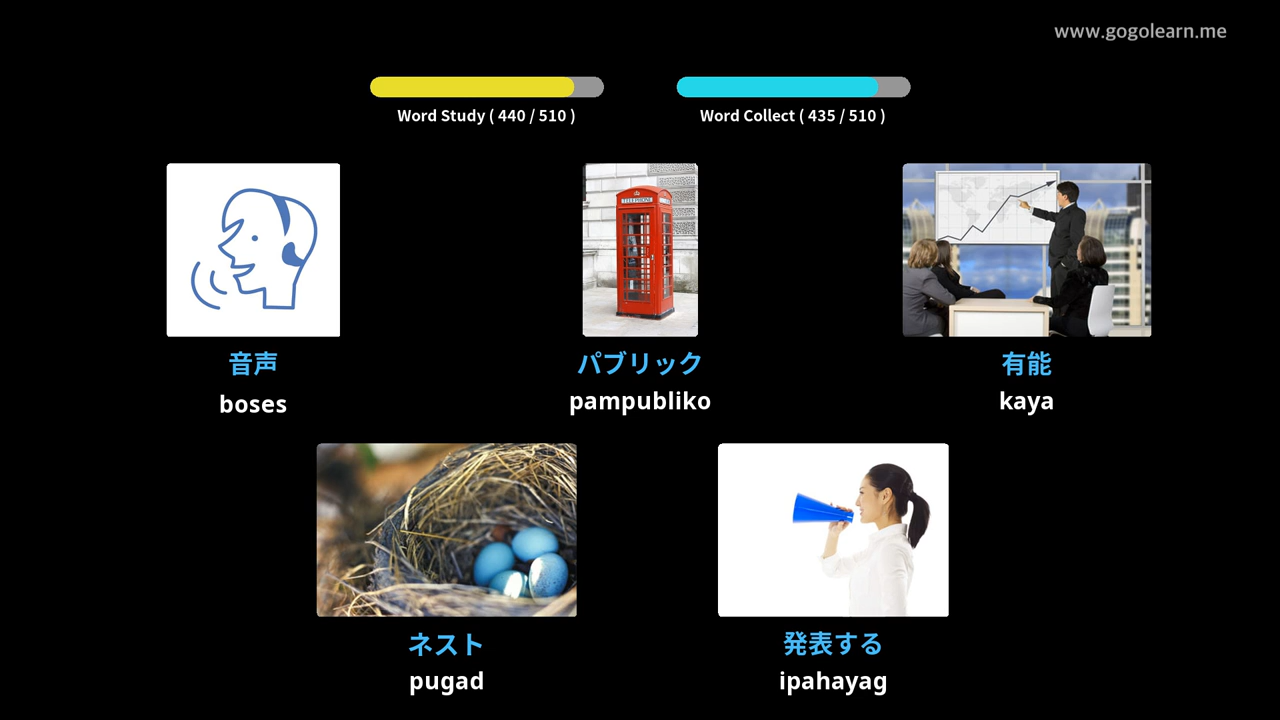 www.gogolearn.me
Word Study ( 440 / 510 )
Word Collect ( 435 / 510 )
TELEPHONE
音声
boses
パブリック
pampubliko
有能
kaya
ネスト
pugad
発表する
ipahayag